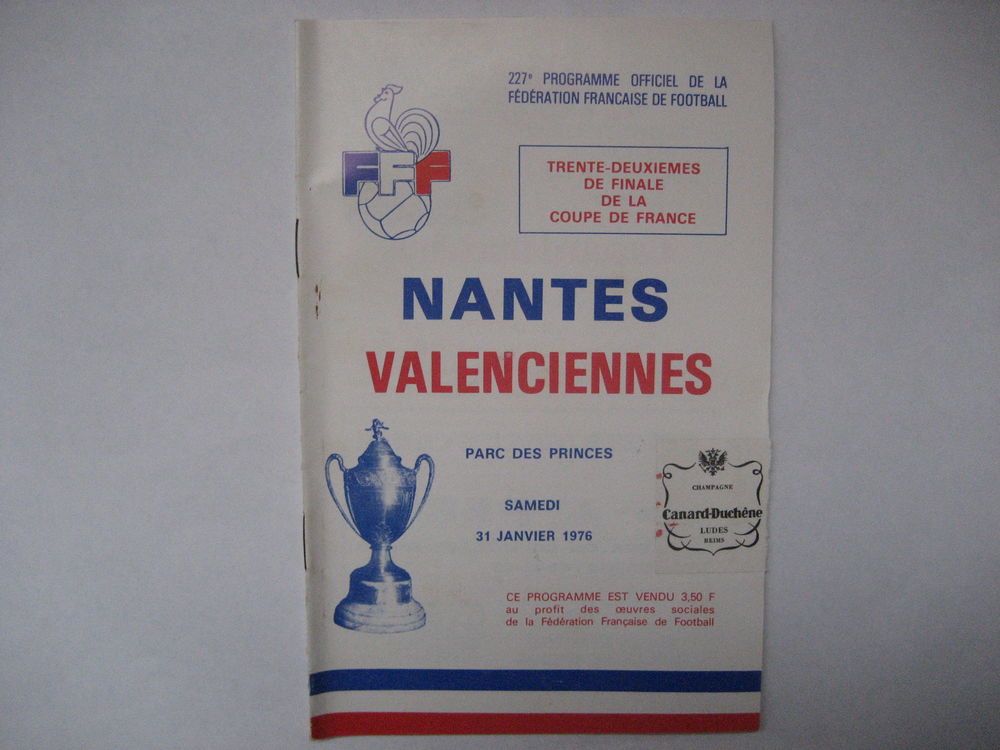 227e PROGRAMME OFFICIEL DE LA
FÉDÉRATION FRANCAISE DE FOOTBALL
FFF
TRENTE-DEUXIEMES
DE FINALE
DE LA
COUPE DE FRANCE
NANTES
VALENCIENNES
PARC DES PRINCES
SAMEDI
31 JANVIER 1976
CHAMPAGNE
Canard-Duchêne
LUDES
REIMS
CE PROGRAMME EST VENDU 3,50 F
au profit des œuvres sociales
de la Fédération Française de Football